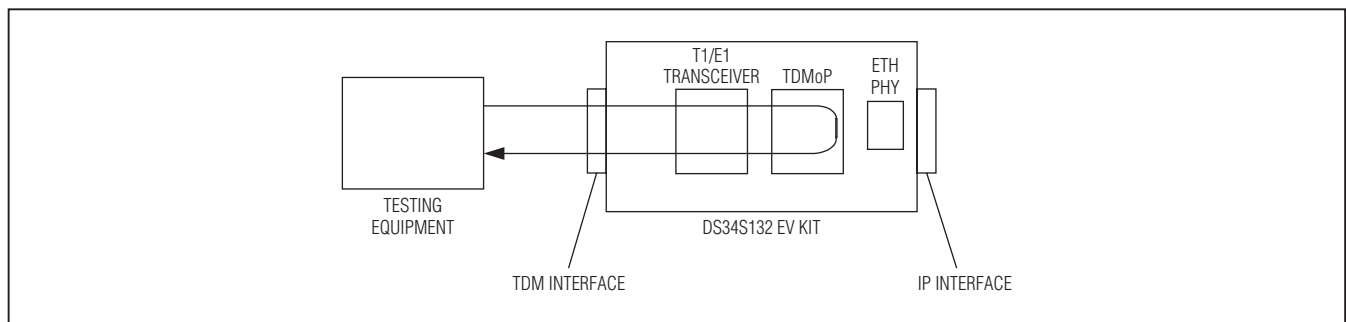 T1/E1
TRANSCEIVER
TDMoP
ETH
PHY
TESTING
EQUIPMENT
DS34S132 EV KIT
TDM INTERFACE
IP INTERFACE